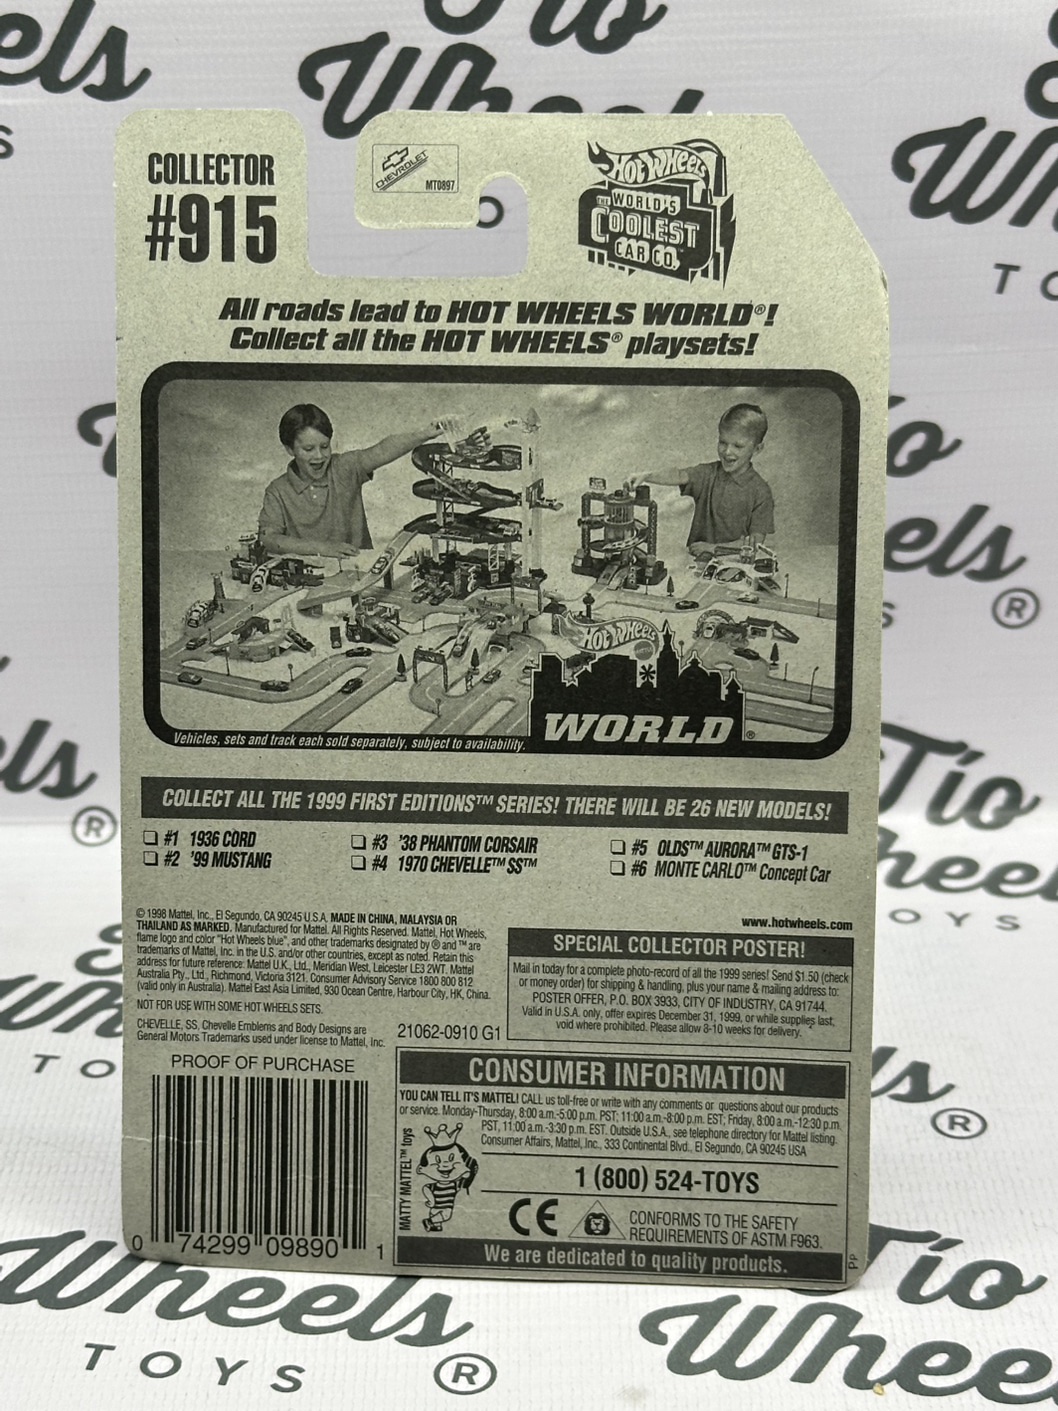 COLLECTOR
#915
CHEVROLET
MT0897
HOT WHEELS
THE WORLD'S
COOLEST
CAR CO.
All roads lead to HOT WHEELS WORLD®!
Collect all the HOT WHEELS® playsets!
HOT WHEELS
WORLD®
Vehicles, sets and track each sold separately, subject to availability.
COLLECT ALL THE 1999 FIRST EDITIONS™ SERIES! THERE WILL BE 26 NEW MODELS!
❑ #1 1936 CORD
❑ #2 '99 MUSTANG
❑ #3 '38 PHANTOM CORSAIR
❑ #4 1970 CHEVELLE™ SS™
❑ #5 OLDS™ AURORA™ GTS-1
❑ #6 MONTE CARLO™ Concept Car
© 1998 Mattel, Inc., El Segundo, CA 90245 U.S.A. MADE IN CHINA, MALAYSIA OR
THAILAND AS MARKED. Manufactured for Mattel. All Rights Reserved. Mattel, Hot Wheels,
flame logo and color "Hot Wheels blue", and other trademarks designated by ® and ™ are
trademarks of Mattel, Inc. in the U.S. and/or other countries, except as noted. Retain this
address for future reference: Mattel U.K., Ltd., Meridian West, Leicester LE3 2WT. Mattel
Australia Pty., Ltd., Richmond, Victoria 3121. Consumer Advisory Service 1800 800 812
(valid only in Australia). Mattel East Asia Limited, 930 Ocean Centre, Harbour City, HK, China.
NOT FOR USE WITH SOME HOT WHEELS SETS.
CHEVELLE, SS, Chevelle Emblems and Body Designs are
General Motors Trademarks used under license to Mattel, Inc.
21062-0910 G1
www.hotwheels.com
SPECIAL COLLECTOR POSTER!
Mail in today for a complete photo-record of all the 1999 series! Send $1.50 (check
or money order) for shipping & handling, plus your name & mailing address to:
POSTER OFFER, P.O. BOX 3933, CITY OF INDUSTRY, CA 91744.
Valid in U.S.A. only, offer expires December 31, 1999, or while supplies last,
void where prohibited. Please allow 8-10 weeks for delivery.
PROOF OF PURCHASE
0 74299 09890 1
CONSUMER INFORMATION
YOU CAN TELL IT'S MATTEL! CALL us toll-free or write with any comments or questions about our products
or service. Monday-Thursday, 8:00 a.m.-5:00 p.m. PST; 11:00 a.m.-8:00 p.m. EST; Friday, 8:00 a.m.-12:30 p.m.
PST, 11:00 a.m.-3:30 p.m. EST. Outside U.S.A., see telephone directory for Mattel listing.
Consumer Affairs, Mattel, Inc., 333 Continental Blvd., El Segundo, CA 90245 USA
MATTY MATTEL™ toys
1 (800) 524-TOYS
CE
CONFORMS TO THE SAFETY
REQUIREMENTS OF ASTM F963.
We are dedicated to quality products.
PP
Tío
Wheels
TOYS ®